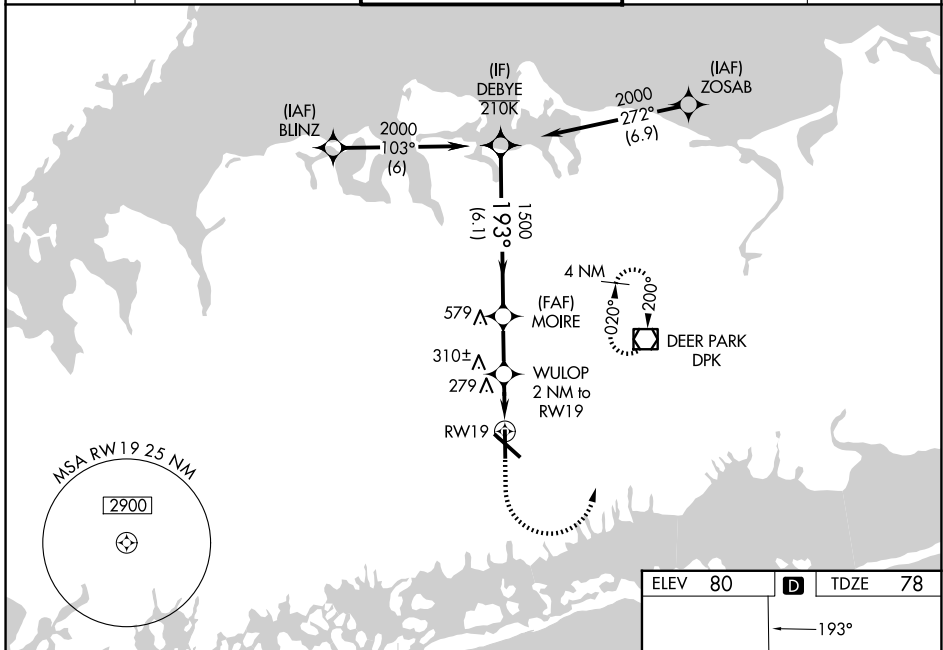 (IF)
DEBYE
210K
(IAF)
ZOSAB
2000
272°
(6.9)
(IAF)
BLINZ
2000
103°
(6)
1500
193°
(6.1)
4 NM
020°
200°
DEER PARK
DPK
579
(FAF)
MOIRE
310±
279
WULOP
2 NM to
RW19
RW19
MSA RW19 25 NM
2900
ELEV 80
D
TDZE 78
193°